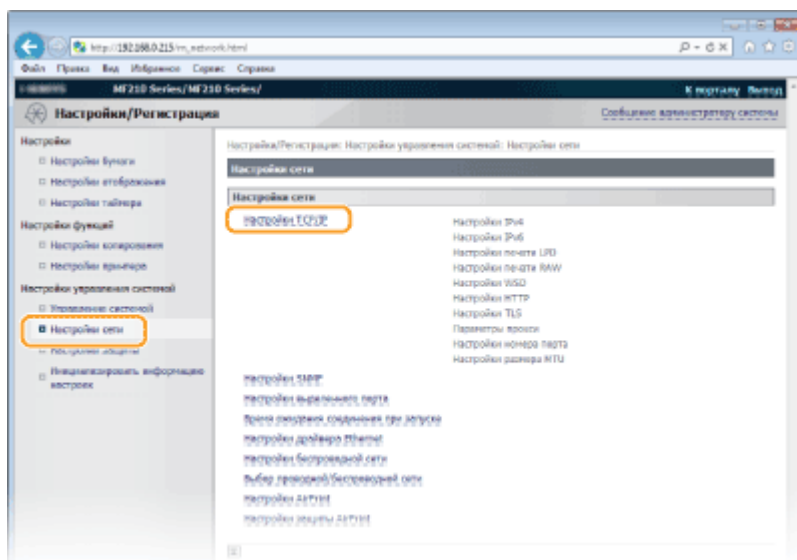 http://192.168.0.215/m_network.html
Файл Правка Вид Избранное Сервис Справка
MF210 Series/MF210 Series/
К порталу Выход
Настройки/Регистрация
Сообщение администратору системы
Настройки
Настройки бумаги
Настройки отображения
Настройки таймера
Настройки функций
Настройки копирования
Настройки принтера
Настройки управления системой
Управление системой
Настройки сети
Настройки защиты
Инициализировать информацию
настроек
Настройки/Регистрация: Настройки управления системой: Настройки сети
Настройки сети
Настройки сети
Настройки TCP/IP
Настройки IPv4
Настройки IPv6
Настройки печати LPD
Настройки печати RAW
Настройки WSD
Настройки HTTP
Настройки TLS
Параметры прокси
Настройки номера порта
Настройки размера MTU
Настройки SNMP
Настройки выделенного порта
Время ожидания соединения при запуске
Настройки драйвера Ethernet
Настройки беспроводной сети
Выбор проводной/беспроводной сети
Настройки AirPrint
Настройки защиты AirPrint